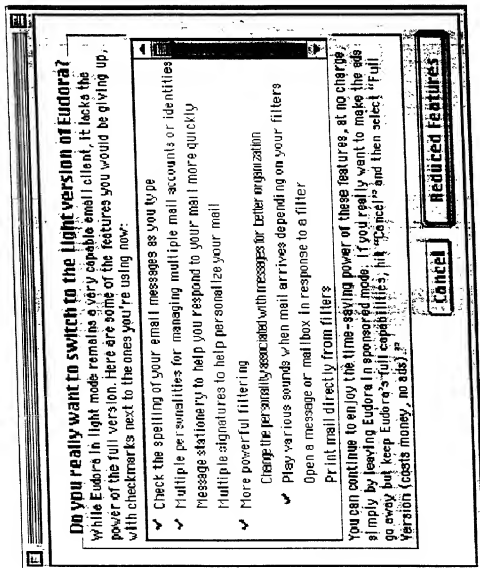 Do you really want to switch to the Light version of Eudora?
While Eudora in light mode remains a very capable email client, it lacks the
power of the full version. Here are some of the features you would be giving up,
with checkmarks next to the ones you're using now:
✓ Check the spelling of your email messages as you type
✓ Multiple personalities for managing multiple mail accounts or identities
Message stationery to help you respond to your mail more quickly
Multiple signatures to help personalize your mail
✓ More powerful filtering
Change the personality associated with messages for better organization
✓ Play various sounds when mail arrives depending on your filters
Open a message or mailbox in response to a filter
Print mail directly from filters
You can continue to enjoy the time-saving power of these features, at no charge,
simply by leaving Eudora in sponsored mode. If you really want to make the ads
go away but keep Eudora's full capabilities, hit "Cancel" and then select "Full
Version (costs money, no ads)."
Cancel Reduced Features